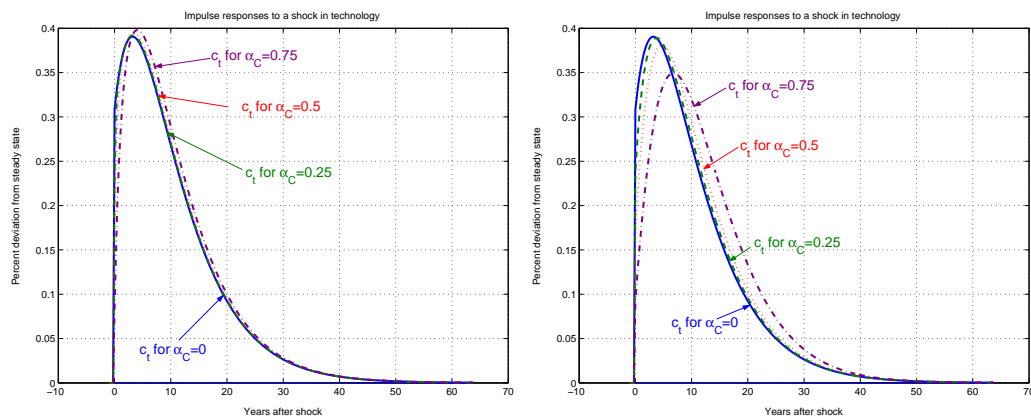 Impulse responses to a shock in technology
0.4
0.35
0.3
0.25
0.2
0.15
0.1
0.05
0
Percent deviation from steady state
c_t for α_C=0.75
c_t for α_C=0.5
c_t for α_C=0.25
c_t for α_C=0
−10 0 10 20 30 40 50 60 70
Years after shock
Impulse responses to a shock in technology
0.4
0.35
0.3
0.25
0.2
0.15
0.1
0.05
0
Percent deviation from steady state
c_t for α_C=0.75
c_t for α_C=0.5
c_t for α_C=0.25
c_t for α_C=0
−10 0 10 20 30 40 50 60 70
Years after shock